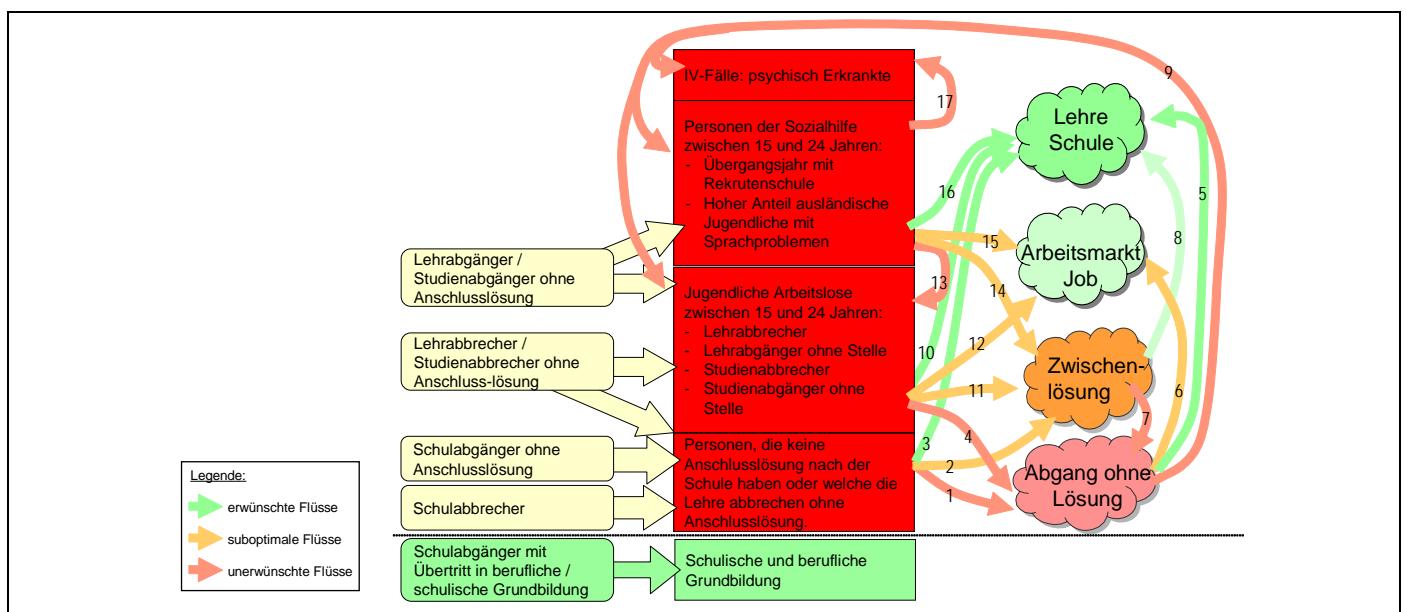 IV-Fälle: psychisch Erkrankte
Personen der Sozialhilfe
zwischen 15 und 24 Jahren:
- Übergangsjahr mit
Rekrutenschule
- Hoher Anteil ausländische
Jugendliche mit
Sprachproblemen
Jugendliche Arbeitslose
zwischen 15 und 24 Jahren:
- Lehrabbrecher
- Lehrabgänger ohne Stelle
- Studienabbrecher
- Studienabgänger ohne
Stelle
Personen, die keine
Anschlusslösung nach der
Schule haben oder welche die
Lehre abbrechen ohne
Anschlusslösung.
Schulische und berufliche
Grundbildung
Lehrabgänger /
Studienabgänger ohne
Anschlusslösung
Lehrabbrecher /
Studienabbrecher ohne
Anschluss-lösung
Schulabgänger ohne
Anschlusslösung
Schulabbrecher
Schulabgänger mit
Übertritt in berufliche /
schulische Grundbildung
Lehre
Schule
Arbeitsmarkt
Job
Zwischen-
lösung
Abgang ohne
Lösung
9
17
16
5
15
8
13
14
10
12
11
6
7
3
4
2
1
Legende:
erwünschte Flüsse
suboptimale Flüsse
unerwünschte Flüsse